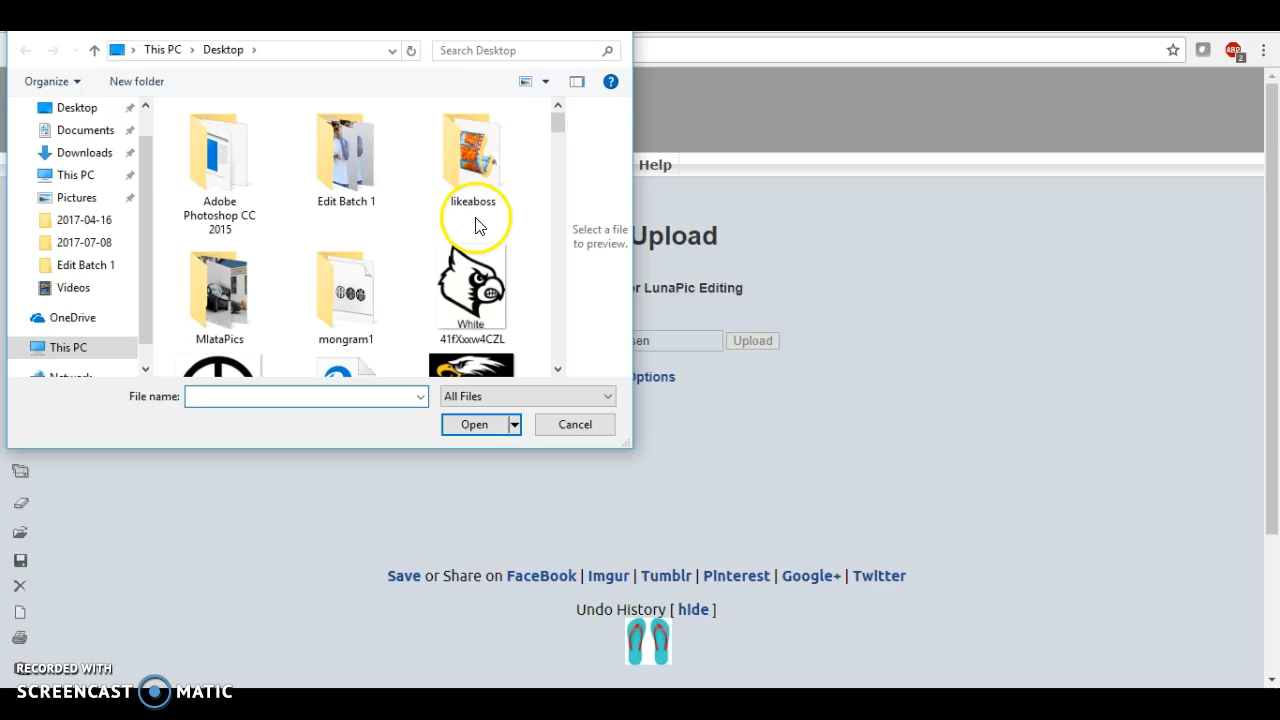 This PC
Desktop
Search Desktop
ABP
2
Organize
New folder
Desktop
Documents
Downloads
This PC
Pictures
2017-04-16
2017-07-08
Edit Batch 1
Videos
OneDrive
This PC
Adobe
Photoshop CC
2015
Edit Batch 1
likeaboss
MlataPics
mongram1
White
41fXxxw4CZL
Select a file
to preview.
File name:
All Files
Open
Cancel
Help
Upload
or LunaPic Editing
sen
Upload
Options
Save or Share on FaceBook | Imgur | Tumblr | Pinterest | Google+ | Twitter
Undo History [ hide ]
RECORDED WITH
SCREENCAST MATIC